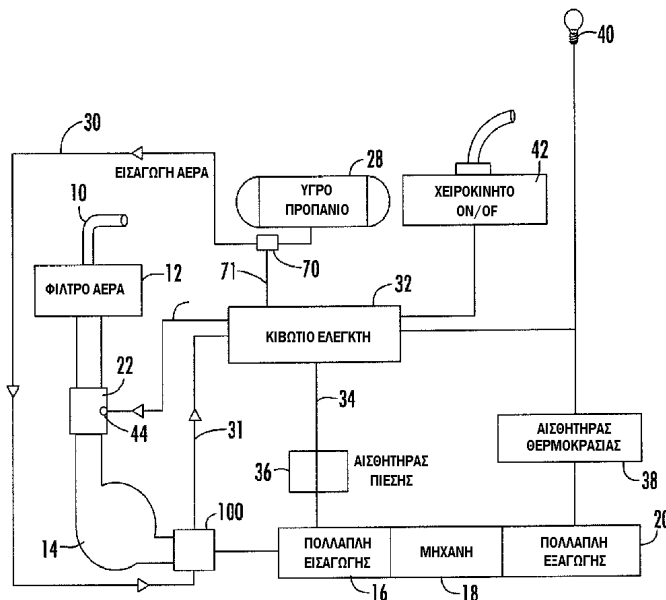 40
30
ΕΙΣΑΓΩΓΗ ΑΕΡΑ
28
ΥΓΡΟ
ΠΡΟΠΑΝΙΟ
42
ΧΕΙΡΟΚΙΝΗΤΟ
ON/OF
10
12
ΦΙΛΤΡΟ ΑΕΡΑ
71
70
32
ΚΙΒΩΤΙΟ ΕΛΕΓΚΤΗ
22
44
31
34
36
ΑΙΣΘΗΤΗΡΑΣ
ΠΙΕΣΗΣ
ΑΙΣΘΗΤΗΡΑΣ
ΘΕΡΜΟΚΡΑΣΙΑΣ
38
100
14
ΠΟΛΛΑΠΛΗ
ΕΙΣΑΓΩΓΗΣ
ΜΗΧΑΝΗ
ΠΟΛΛΑΠΛΗ
ΕΞΑΓΩΓΗΣ
20
16
18